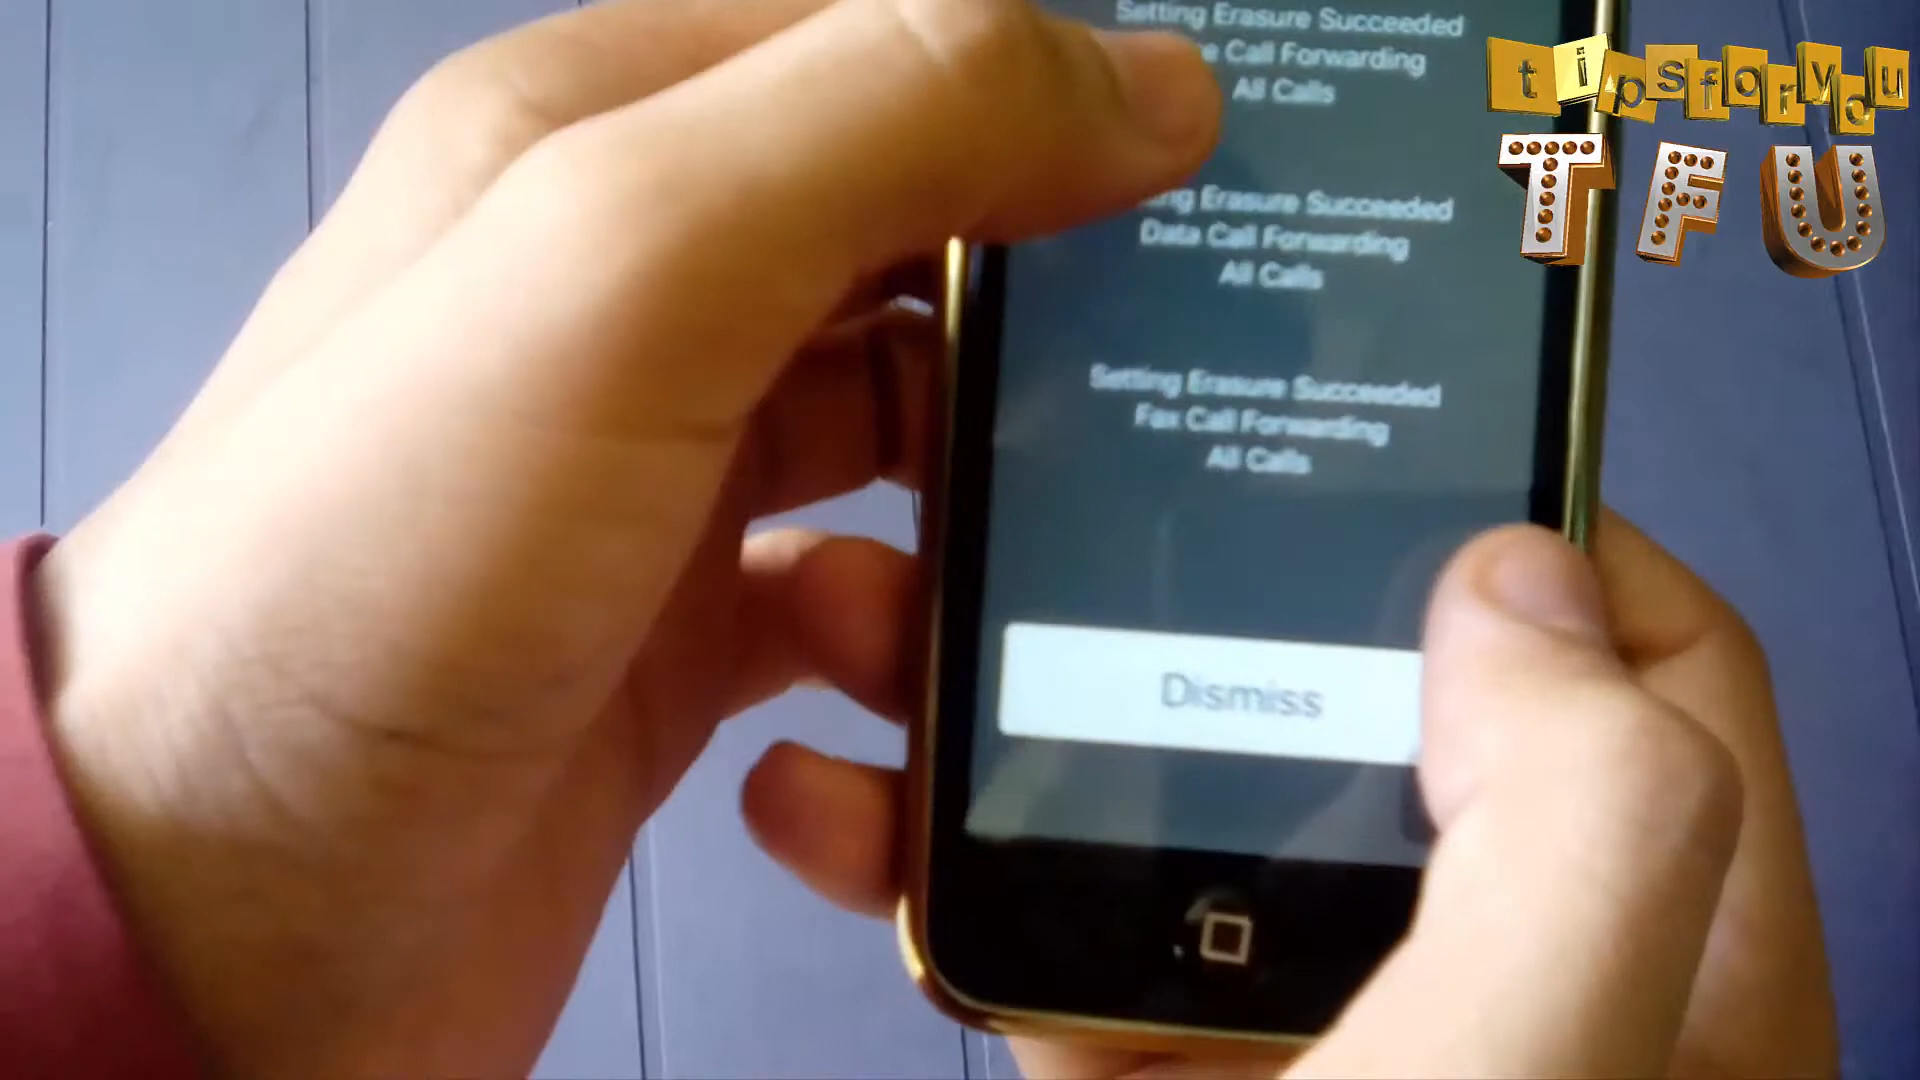 Setting Erasure Succeeded
Call Forwarding
All Calls
Erasure Succeeded
Data Call Forwarding
All Calls
Setting Erasure Succeeded
Fax Call Forwarding
All Calls
Dismiss
tipsforyou
TFU